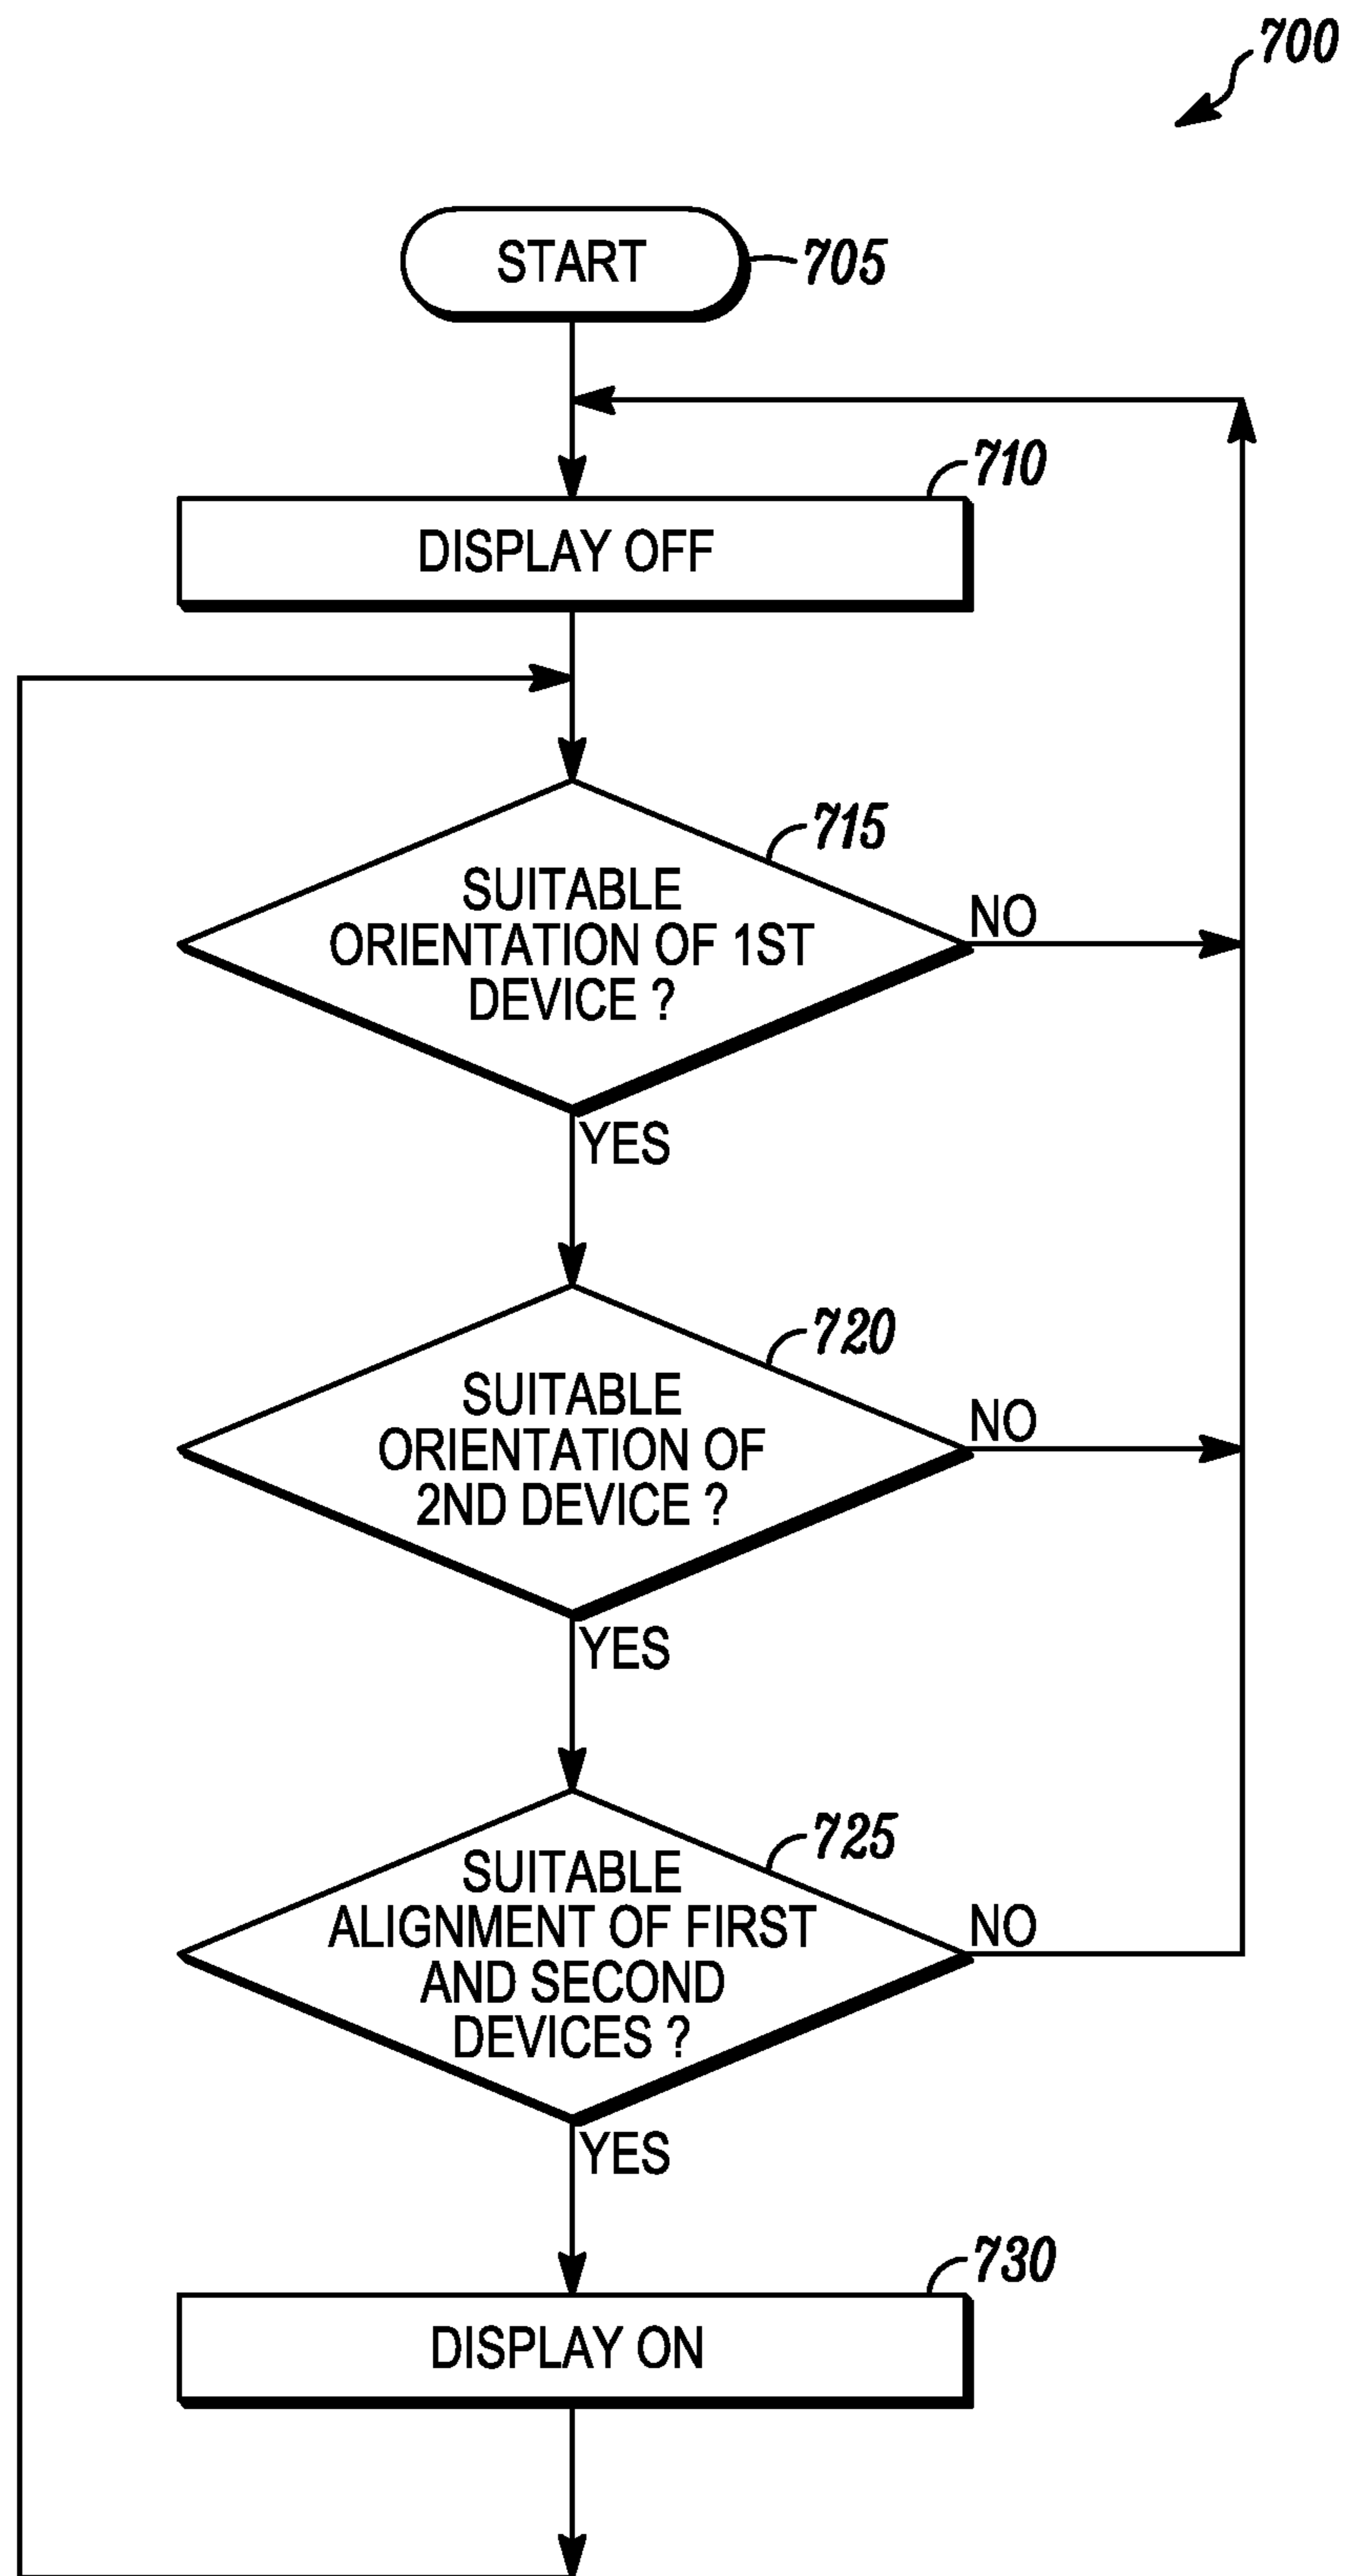 700
START
705
710
DISPLAY OFF
715
SUITABLE
ORIENTATION OF 1ST
DEVICE ?
NO
YES
720
SUITABLE
ORIENTATION OF
2ND DEVICE ?
NO
YES
725
SUITABLE
ALIGNMENT OF FIRST
AND SECOND
DEVICES ?
NO
YES
730
DISPLAY ON